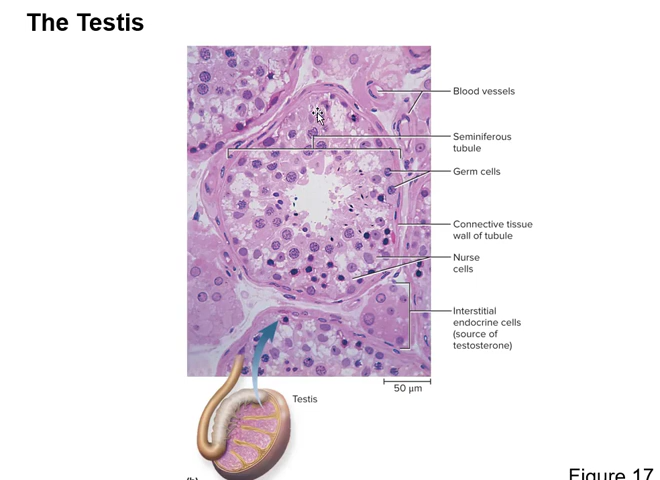 The Testis
Blood vessels
Seminiferous
tubule
Germ cells
Connective tissue
wall of tubule
Nurse
cells
Interstitial
endocrine cells
(source of
testosterone)
50 μm
Testis
(b)
Figure 17